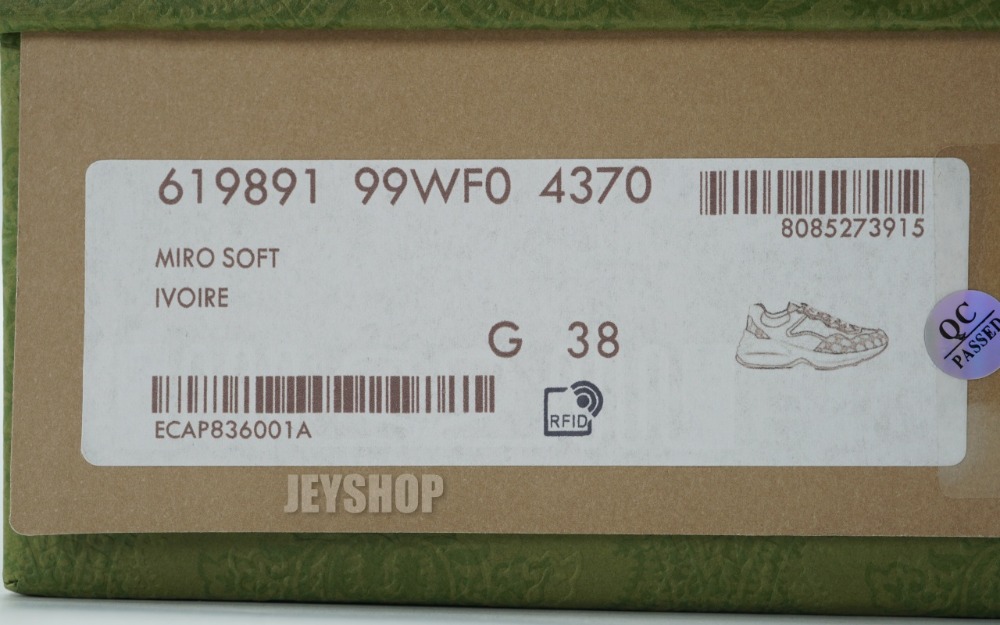 619891 99WF0 4370
8085273915
MIRO SOFT
IVOIRE
G 38
ECAP836001A
RFID
QC
PASSED
JEYSHOP